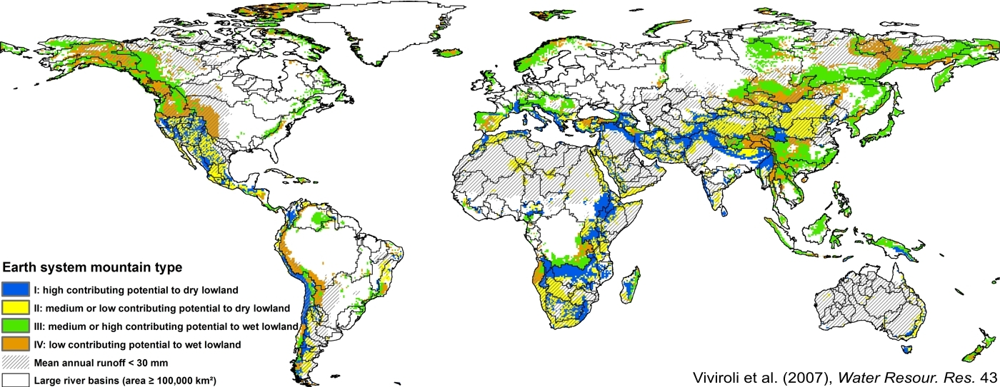 Earth system mountain type
I: high contributing potential to dry lowland
II: medium or low contributing potential to dry lowland
III: medium or high contributing potential to wet lowland
IV: low contributing potential to wet lowland
Mean annual runoff < 30 mm
Large river basins (area ≥ 100,000 km²)
Viviroli et al. (2007), Water Resour. Res. 43